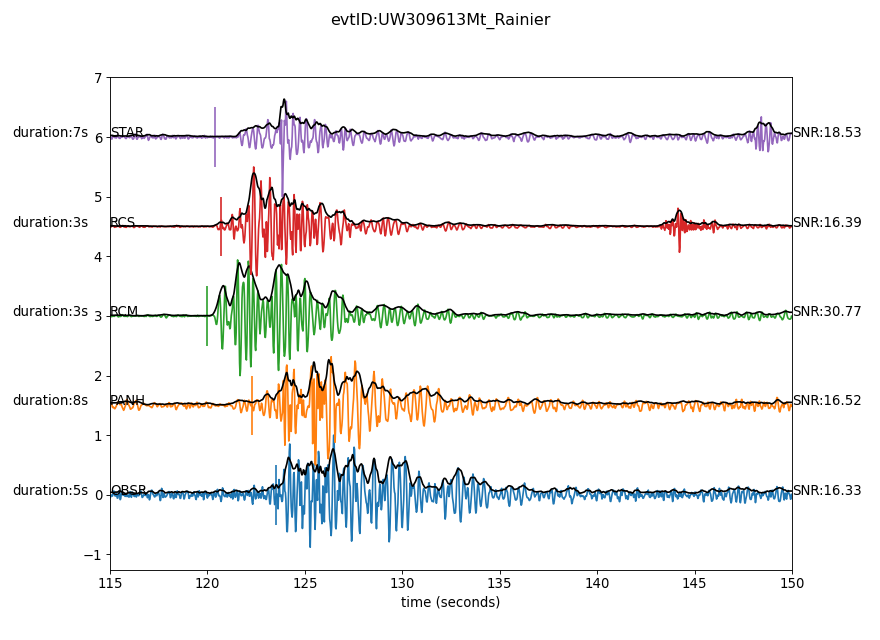 evtID:UW309613Mt_Rainier
7
duration:7s STAR SNR:18.53
6
5
duration:3s RCS SNR:16.39
4
duration:3s RCM SNR:30.77
3
2
duration:8s PANH SNR:16.52
1
duration:5s OBSR SNR:16.33
0
−1
115 120 125 130 135 140 145 150
time (seconds)